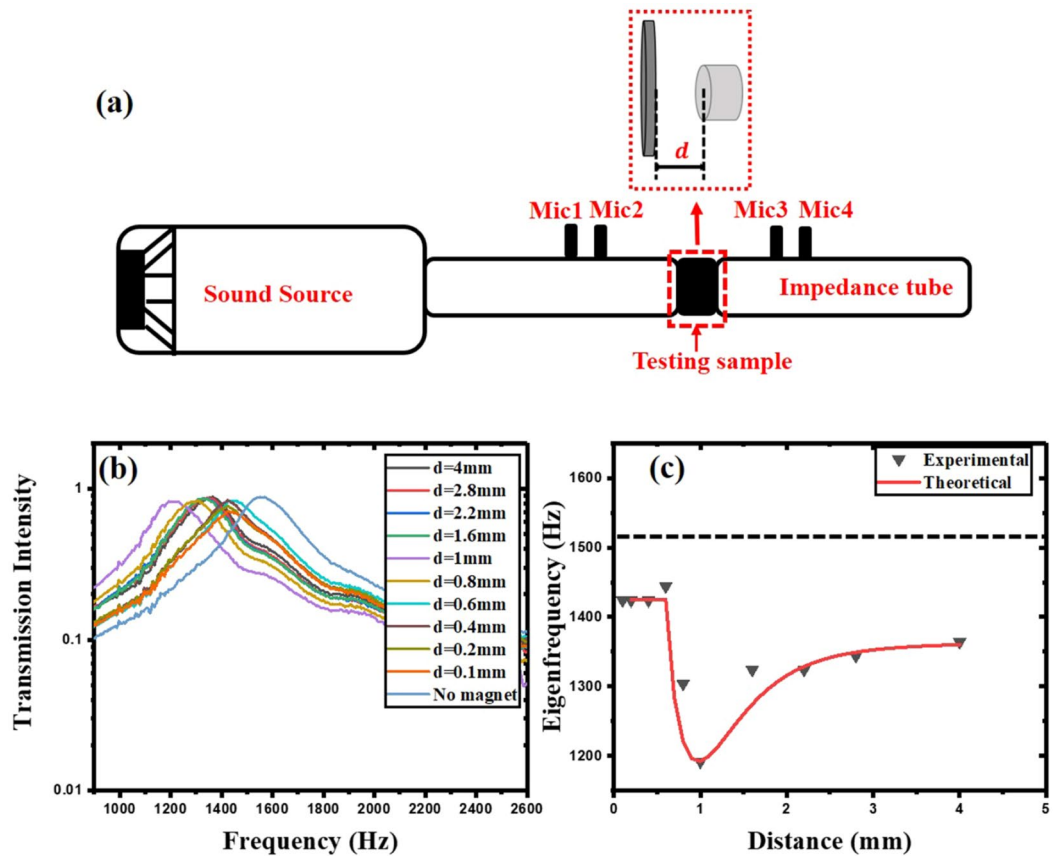 (a)
d
Mic1 Mic2
Mic3 Mic4
Sound Source
Impedance tube
Testing sample
(b)
d=4mm
d=2.8mm
d=2.2mm
d=1.6mm
d=1mm
d=0.8mm
d=0.6mm
d=0.4mm
d=0.2mm
d=0.1mm
No magnet
Transmission Intensity
1
0.1
0.01
1000 1200 1400 1600 1800 2000 2200 2400 2600
Frequency (Hz)
(c)
Experimental
Theoretical
Eigenfrequency (Hz)
1600
1500
1400
1300
1200
0 1 2 3 4 5
Distance (mm)